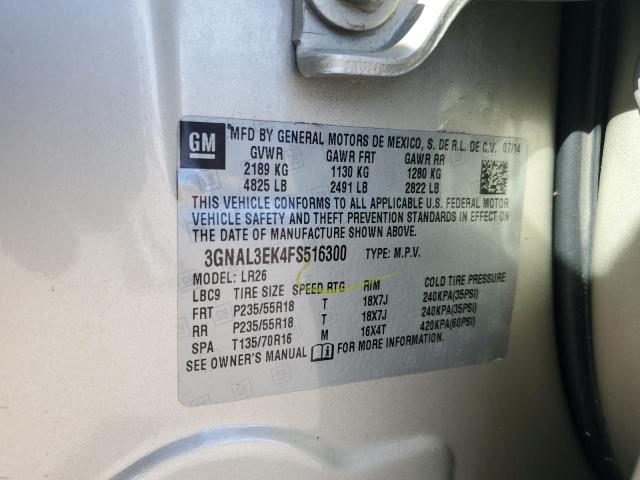 GM MFD BY GENERAL MOTORS DE MEXICO, S. DE R.L. DE C.V. 07/14
GVWR GAWR FRT GAWR RR
2189 KG 1130 KG 1280 KG
4825 LB 2491 LB 2822 LB
THIS VEHICLE CONFORMS TO ALL APPLICABLE U.S. FEDERAL MOTOR
VEHICLE SAFETY AND THEFT PREVENTION STANDARDS IN EFFECT ON
THE DATE OF MANUFACTURE SHOWN ABOVE.
3GNAL3EK4FS516300 TYPE: M.P.V.
MODEL: LR26
LBC9 TIRE SIZE SPEED RTG RIM COLD TIRE PRESSURE
FRT P235/55R18 T 18X7J 240KPA(35PSI)
RR P235/55R18 T 18X7J 240KPA(35PSI)
SPA T135/70R16 M 16X4T 420KPA(60PSI)
SEE OWNER'S MANUAL FOR MORE INFORMATION.